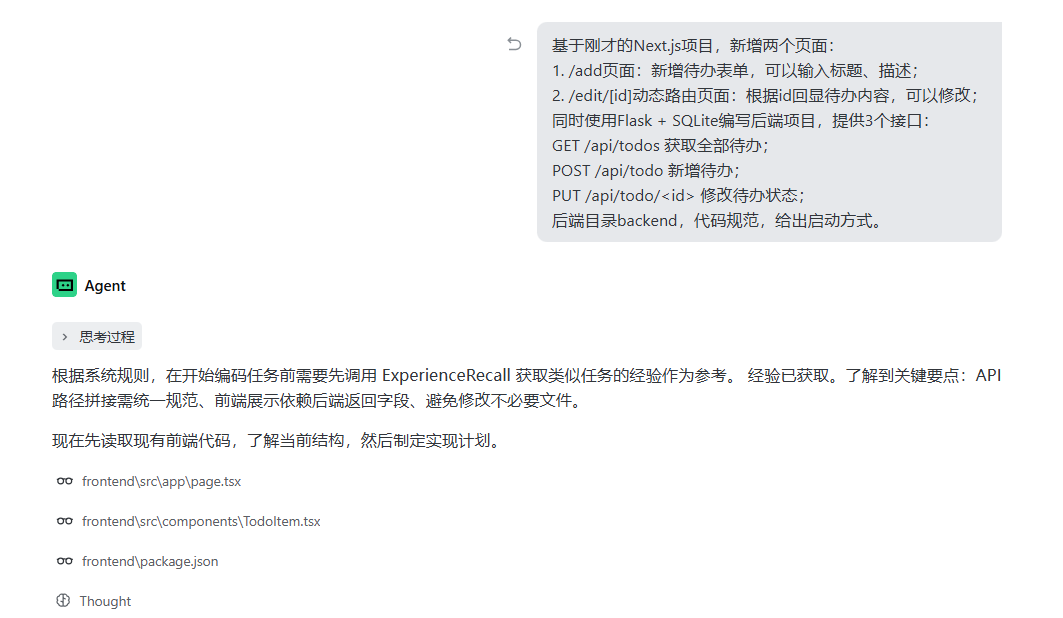 基于刚才的Next.js项目，新增两个页面：
1. /add页面：新增待办表单，可以输入标题、描述；
2. /edit/[id]动态路由页面：根据id回显待办内容，可以修改；
同时使用Flask + SQLite编写后端项目，提供3个接口：
GET /api/todos 获取全部待办；
POST /api/todo 新增待办；
PUT /api/todo/<id> 修改待办状态；
后端目录backend，代码规范，给出启动方式。
Agent
思考过程
根据系统规则，在开始编码任务前需要先调用 ExperienceRecall 获取类似任务的经验作为参考。 经验已获取。了解到关键要点：API
路径拼接需统一规范、前端展示依赖后端返回字段、避免修改不必要文件。
现在先读取现有前端代码，了解当前结构，然后制定实现计划。
frontend\src\app\page.tsx
frontend\src\components\TodoItem.tsx
frontend\package.json
Thought